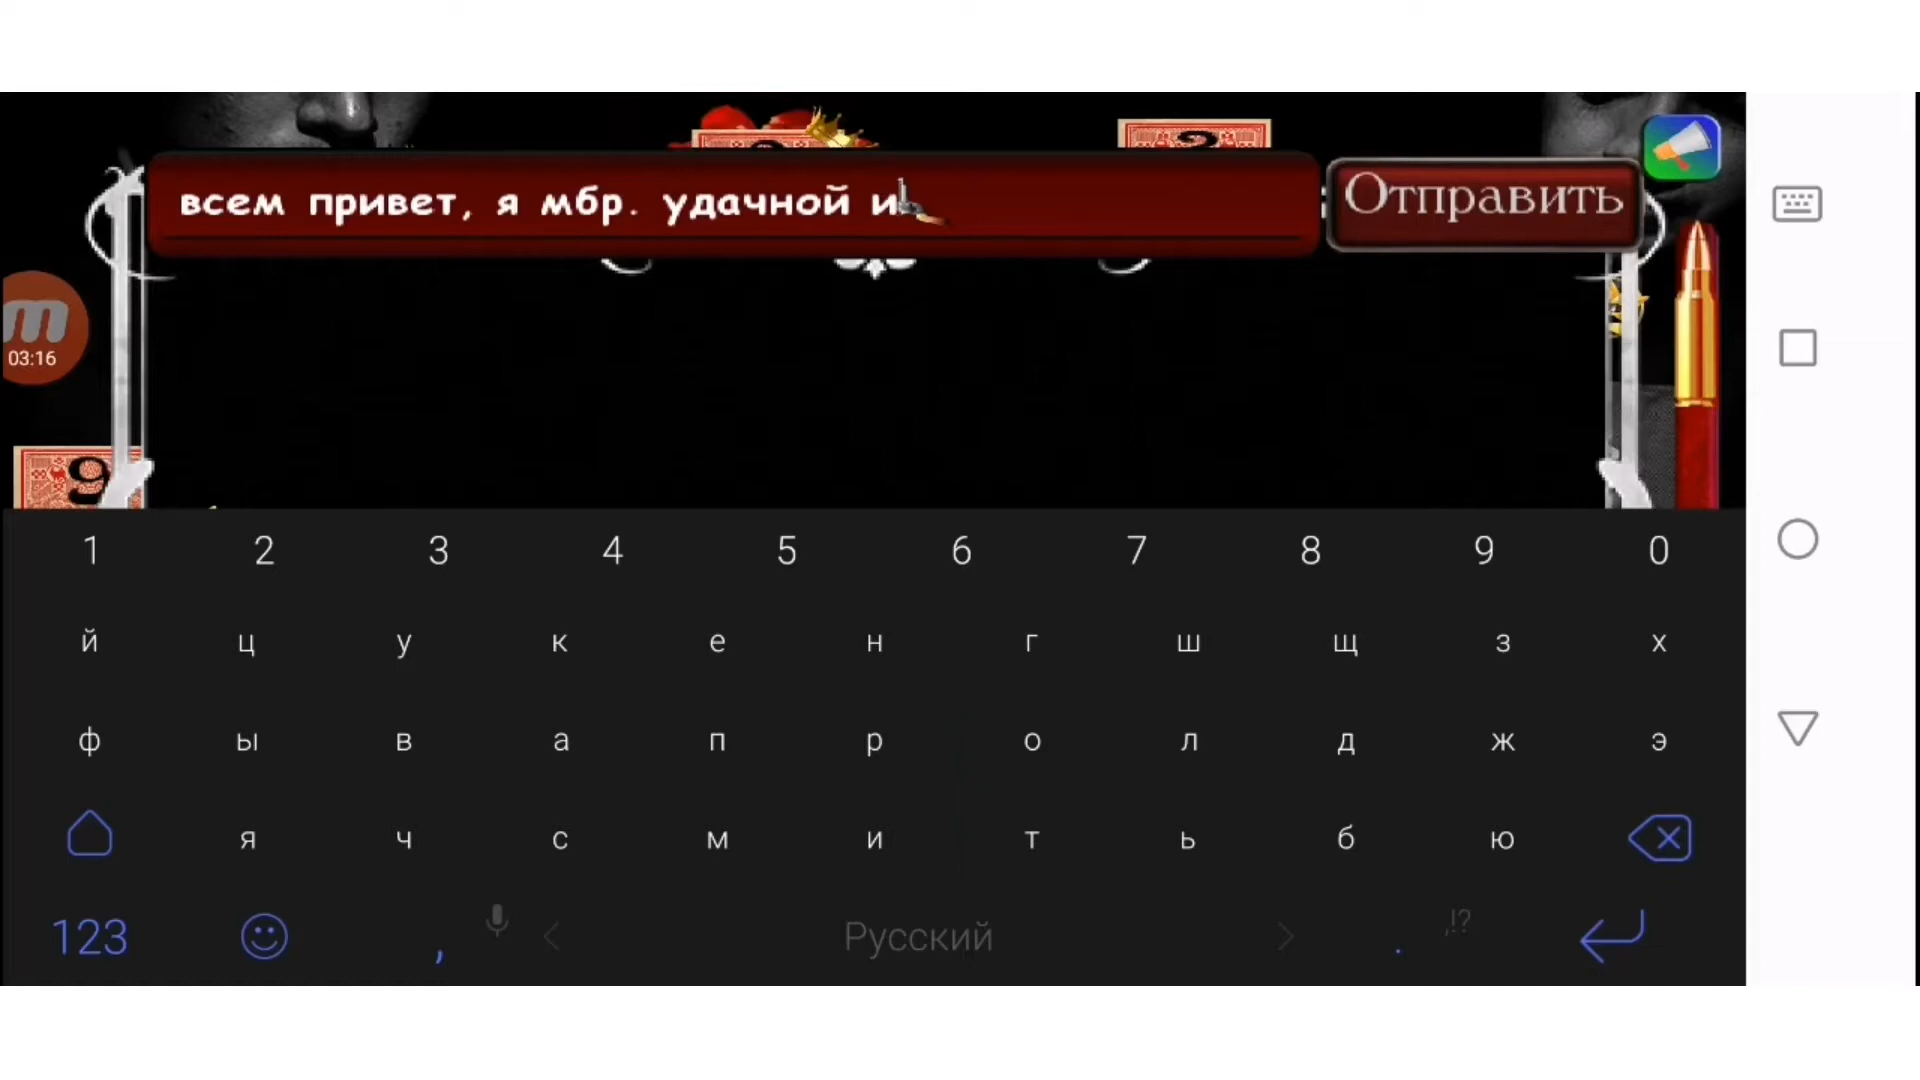 всем привет, я мбр. удачной и
Отправить
03:16
9
1 2 3 4 5 6 7 8 9 0
й ц у к е н г ш щ з х
ф ы в а п р о л д ж э
я ч с м и т ь б ю
123 , < Русский > . ,!?